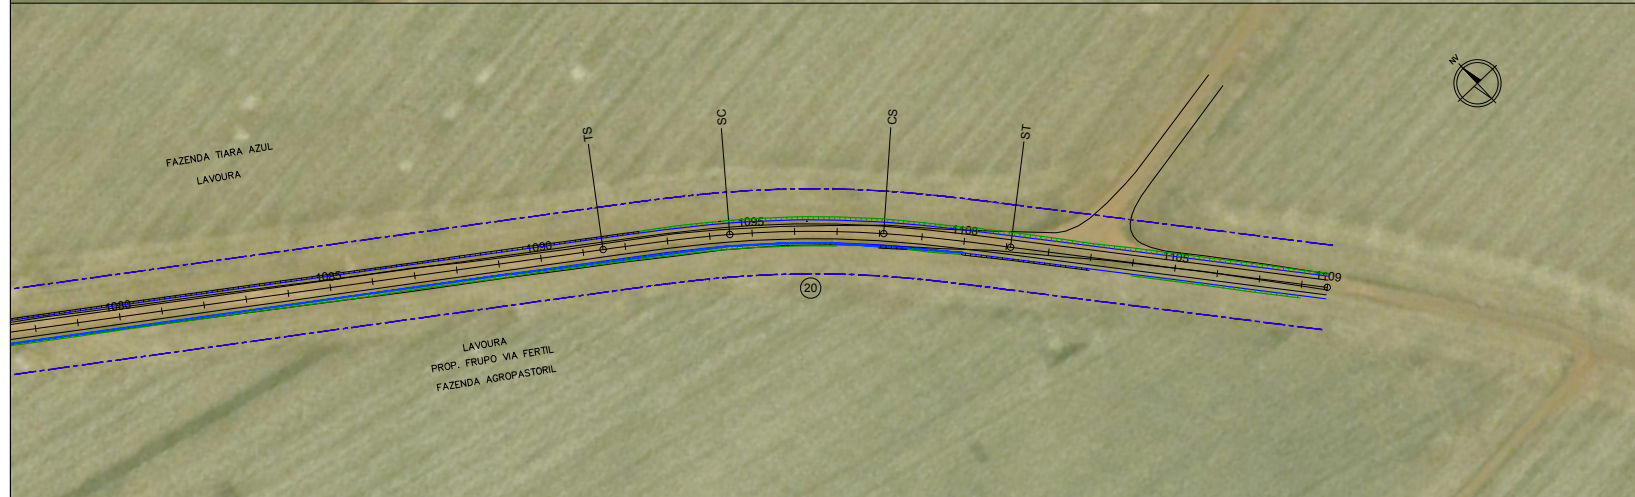 NV
FAZENDA TIARA AZUL
LAVOURA
TS
SC
CS
ST
1080
1085
1090
1095
1100
1105
1109
20
LAVOURA
PROP. FRUPO VIA FERTIL
FAZENDA AGROPASTORIL